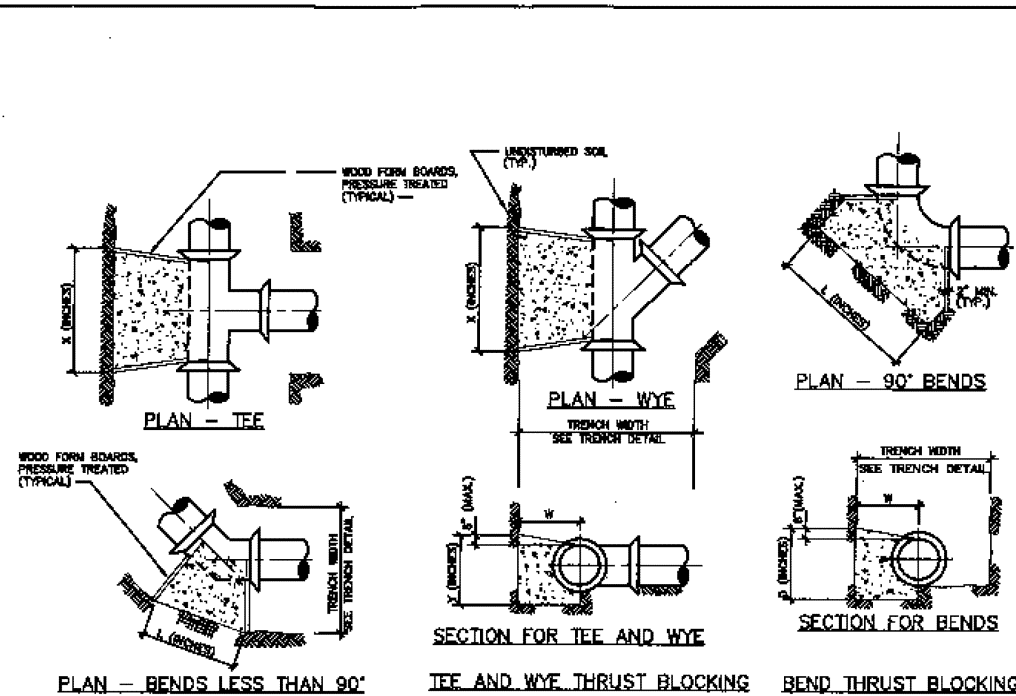 WOOD FORM BOARDS,
PRESSURE TREATED
(TYPICAL)
UNDISTURBED SOIL
(TYP.)
X (INCHES)
X (INCHES)
L (INCHES)
2" MIN.
(TYP.)
PLAN - TEE
PLAN - WYE
PLAN - 90° BENDS
TRENCH WIDTH
SEE TRENCH DETAIL
TRENCH WIDTH
SEE TRENCH DETAIL
WOOD FORM BOARDS,
PRESSURE TREATED
(TYPICAL)
L (INCHES)
TRENCH WIDTH
SEE TRENCH DETAIL
6" (MAX.)
W
Y (INCHES)
6" (MAX.)
W
D (INCHES)
SECTION FOR TEE AND WYE
SECTION FOR BENDS
PLAN - BENDS LESS THAN 90°
TEE AND WYE THRUST BLOCKING
BEND THRUST BLOCKING